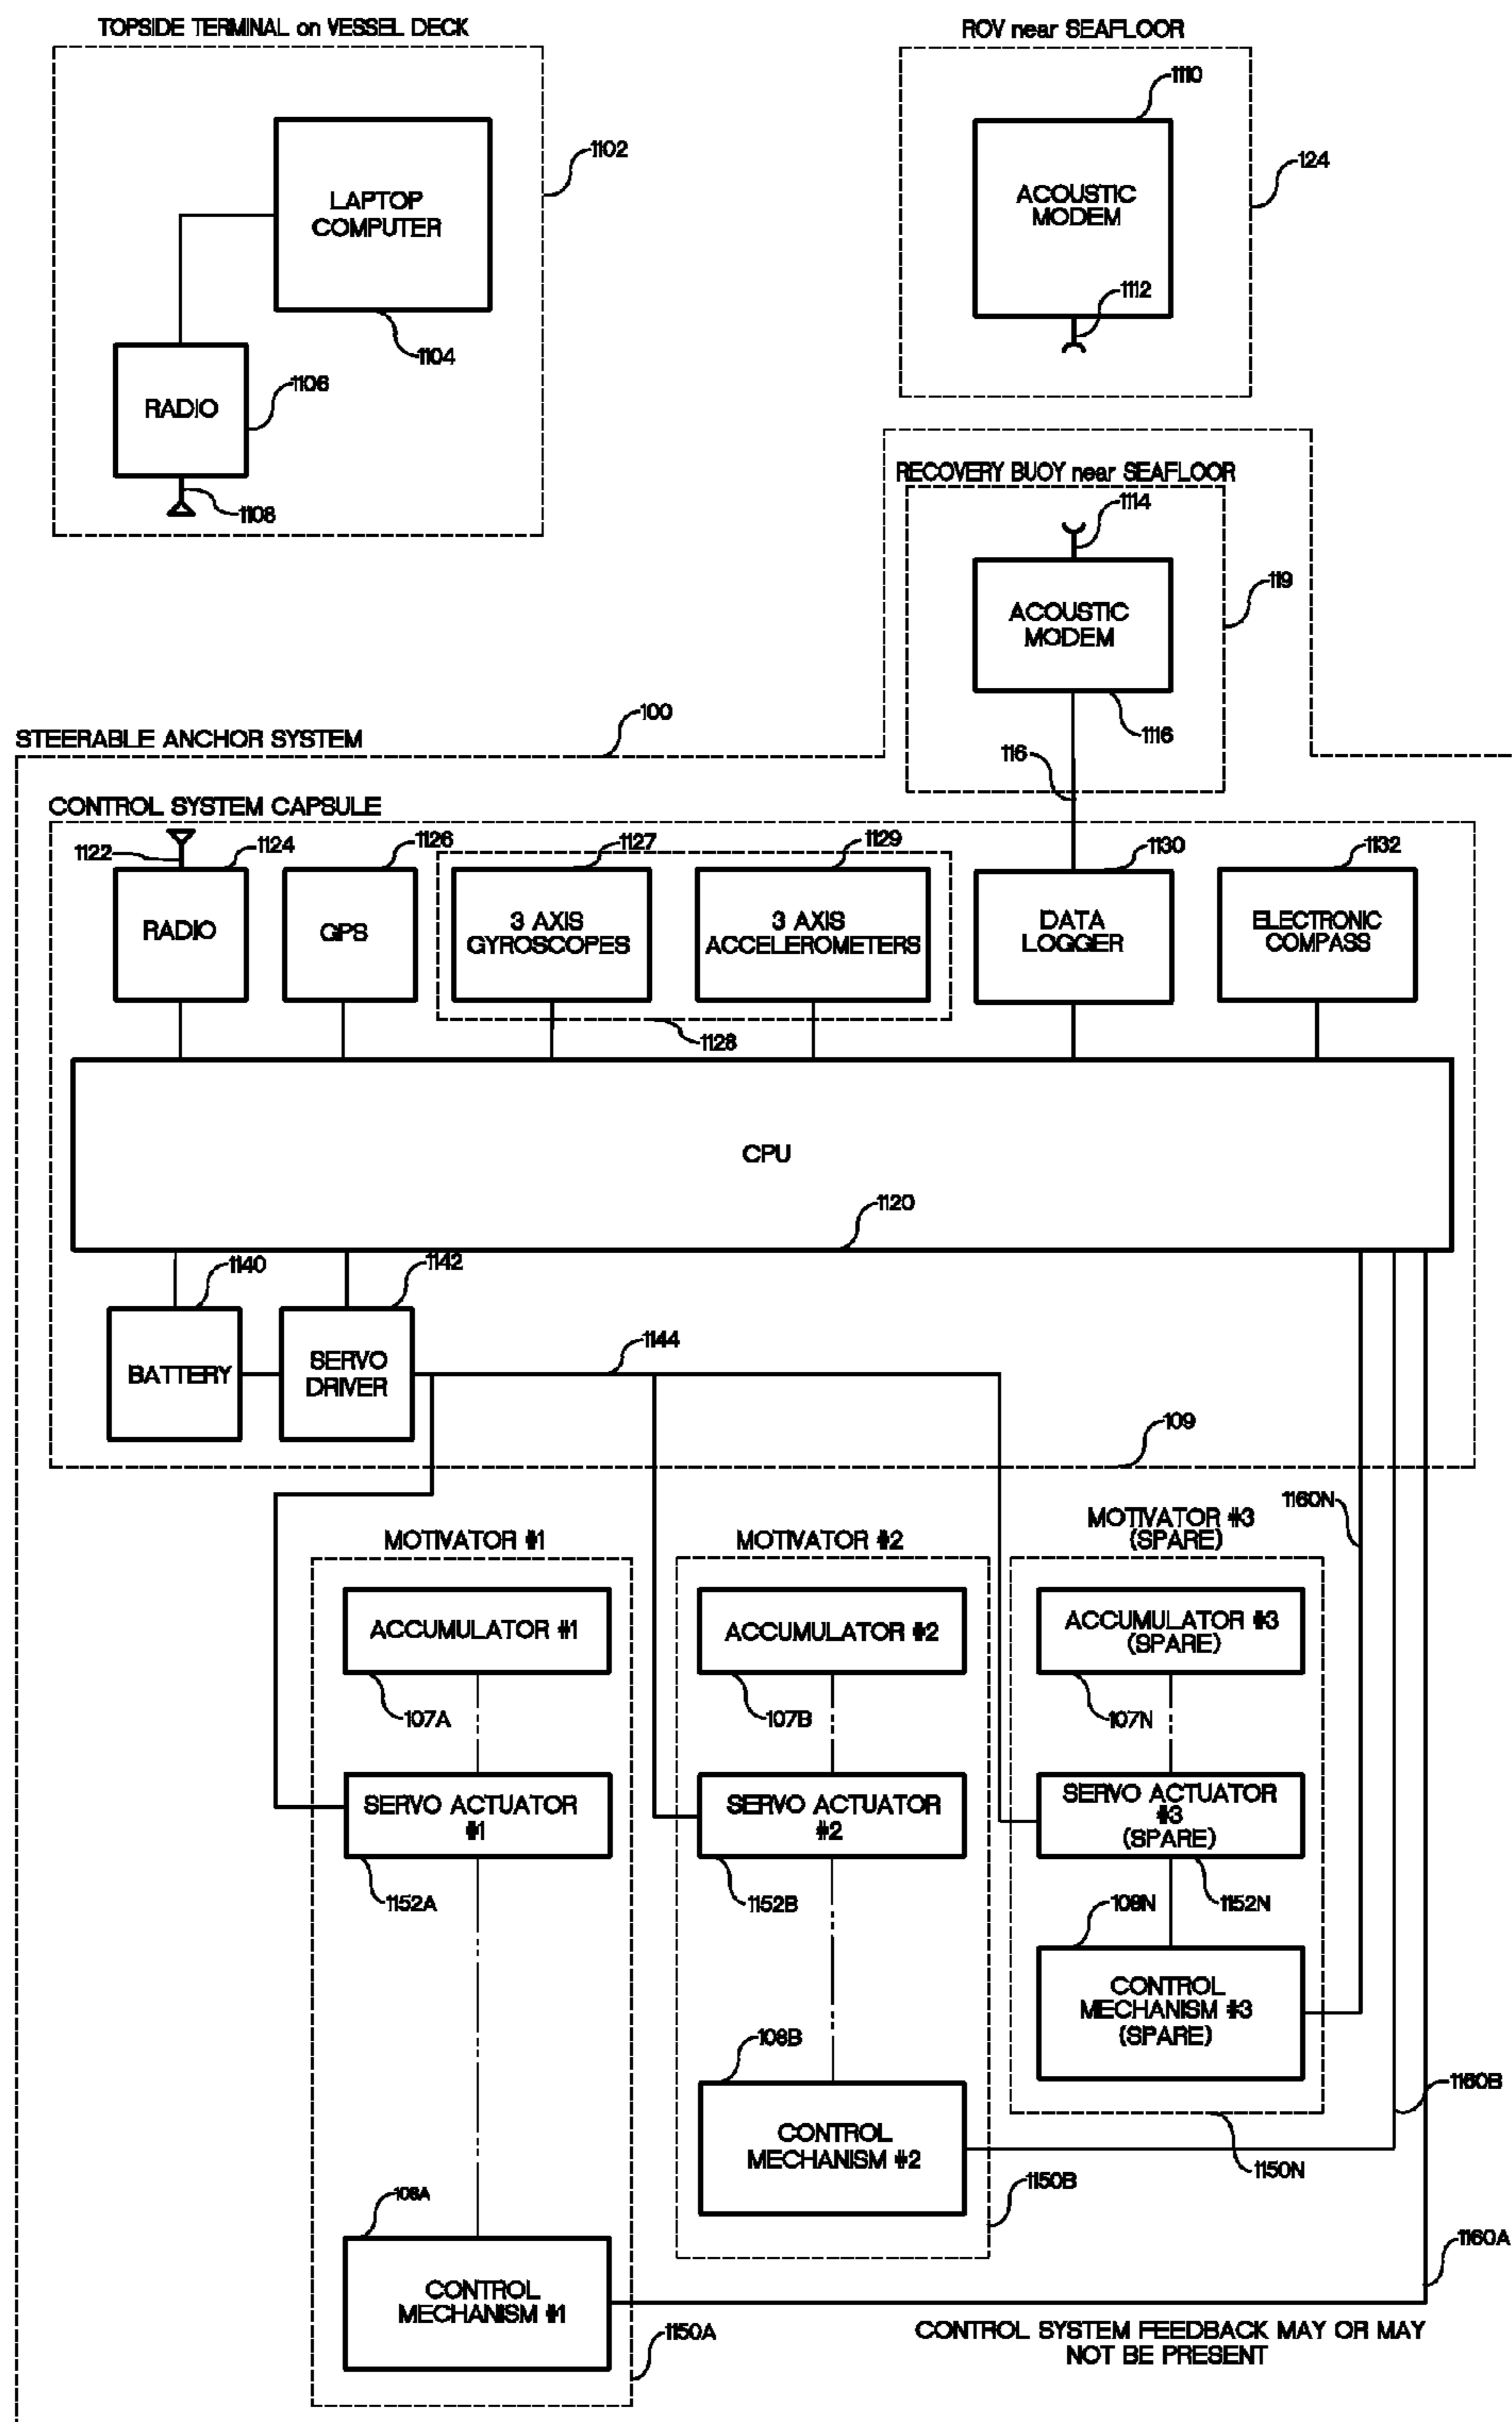 TOPSIDE TERMINAL on VESSEL DECK
1102
LAPTOP
COMPUTER
1104
RADIO
1106
1108
ROV near SEAFLOOR
1110
ACOUSTIC
MODEM
124
1112
RECOVERY BUOY near SEAFLOOR
1114
ACOUSTIC
MODEM
119
1116
116
STEERABLE ANCHOR SYSTEM
100
CONTROL SYSTEM CAPSULE
1122
1124
RADIO
1126
GPS
1127
3 AXIS
GYROSCOPES
1129
3 AXIS
ACCELEROMETERS
1128
1130
DATA
LOGGER
1132
ELECTRONIC
COMPASS
CPU
1120
1140
BATTERY
1142
SERVO
DRIVER
1144
109
MOTIVATOR #1
ACCUMULATOR #1
107A
SERVO ACTUATOR
#1
1152A
108A
CONTROL
MECHANISM #1
1150A
MOTIVATOR #2
ACCUMULATOR #2
107B
SERVO ACTUATOR
#2
1152B
108B
CONTROL
MECHANISM #2
1150B
MOTIVATOR #3
(SPARE)
ACCUMULATOR #3
(SPARE)
107N
SERVO ACTUATOR
#3
(SPARE)
1152N
108N
CONTROL
MECHANISM #3
(SPARE)
1150N
1160N
1160B
1160A
CONTROL SYSTEM FEEDBACK MAY OR MAY
NOT BE PRESENT